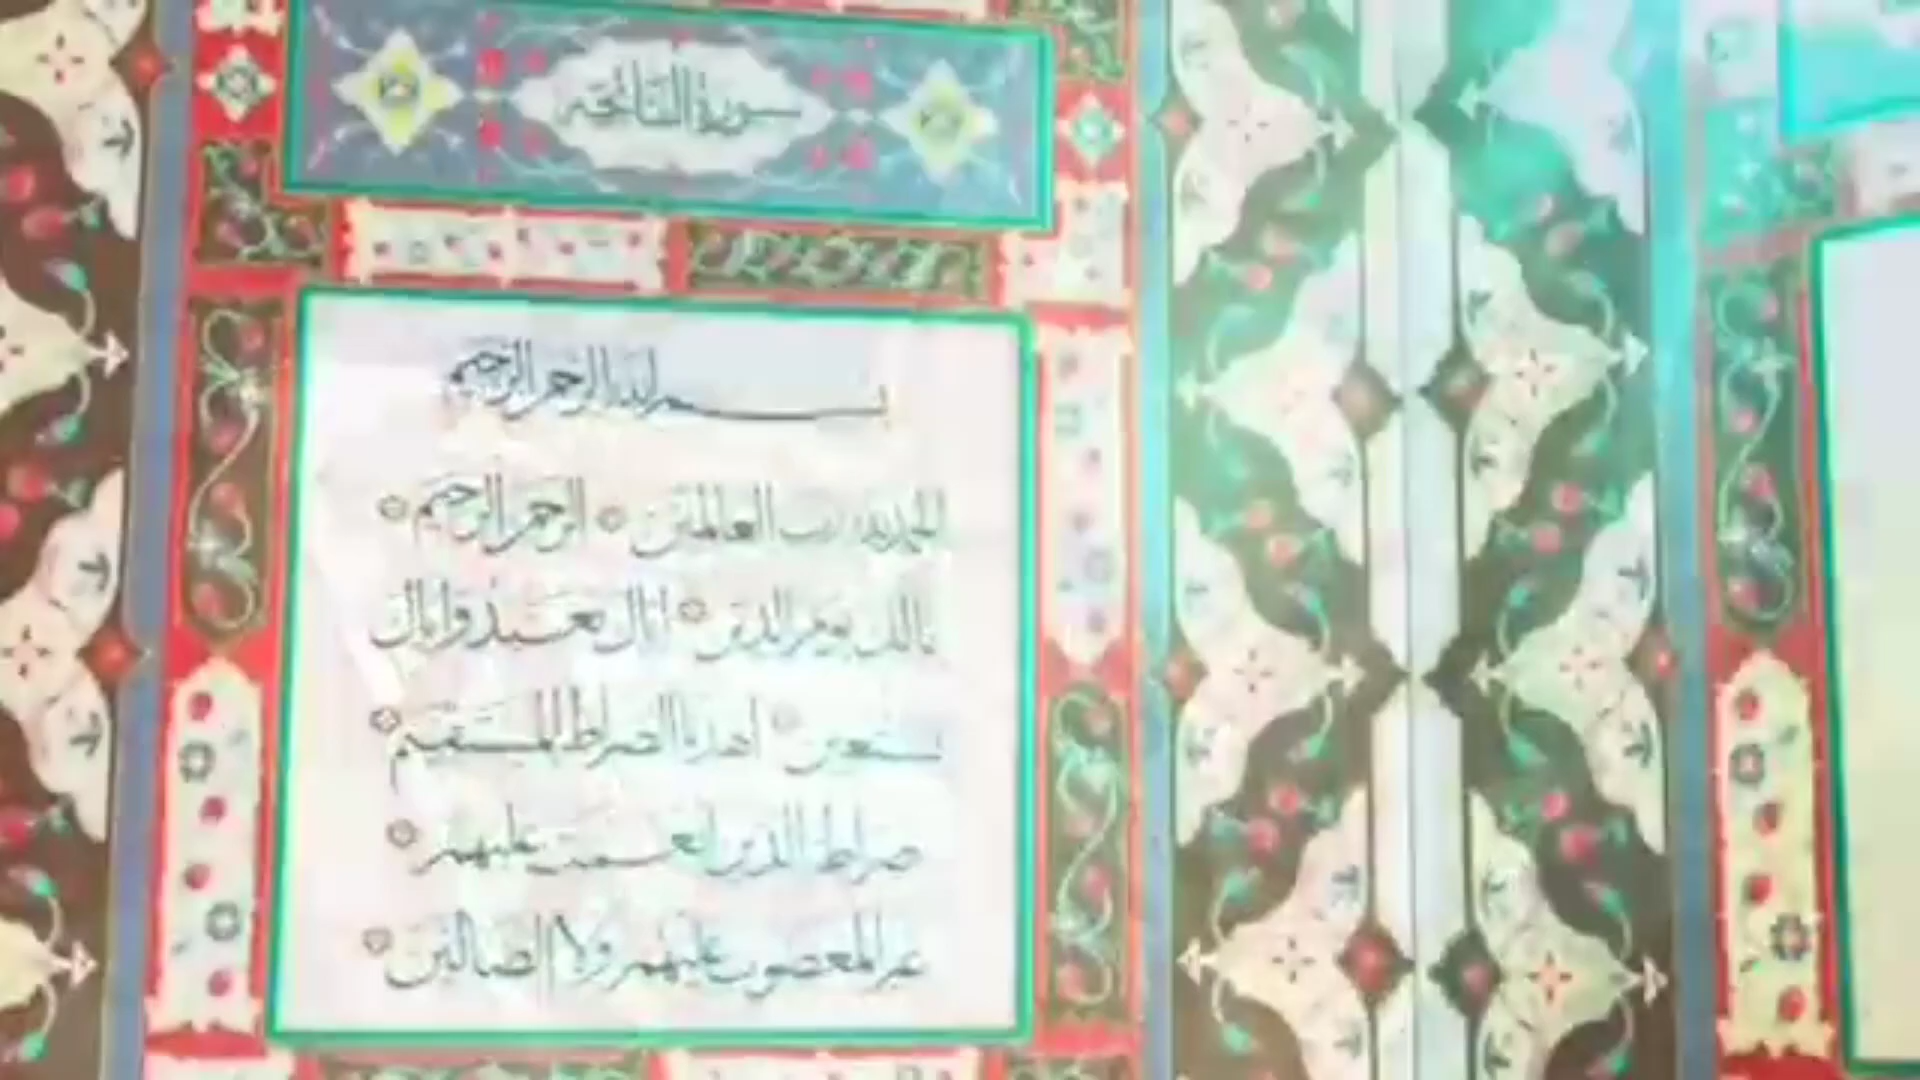 سورة الفاتحة
بسم الله الرحمن الرحيم
الحمد لله رب العالمين الرحمن الرحيم
مالك يوم الدين اياك نعبد واياك
نستعين اهدنا الصراط المستقيم
صراط الذين انعمت عليهم
غير المغضوب عليهم ولا الضالين